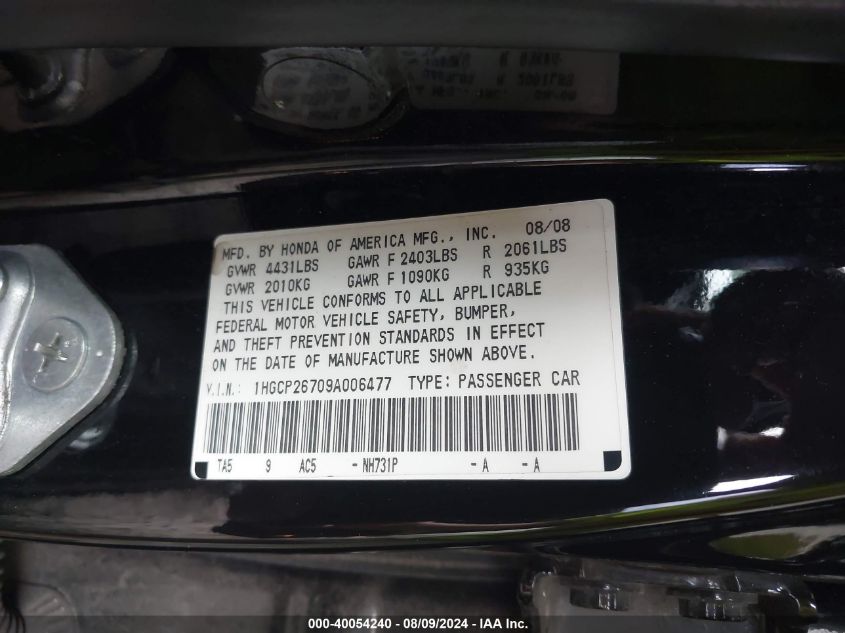 MFD. BY HONDA OF AMERICA MFG., INC. 08/08
GVWR 4431LBS GAWR F 2403LBS R 2061LBS
GVWR 2010KG GAWR F 1090KG R 935KG
THIS VEHICLE CONFORMS TO ALL APPLICABLE
FEDERAL MOTOR VEHICLE SAFETY, BUMPER,
AND THEFT PREVENTION STANDARDS IN EFFECT
ON THE DATE OF MANUFACTURE SHOWN ABOVE.
V.I.N.: 1HGCP26709A006477 TYPE: PASSENGER CAR
TA5 9 AC5 -NH731P -A -A
000-40054240 - 08/09/2024 - IAA Inc.